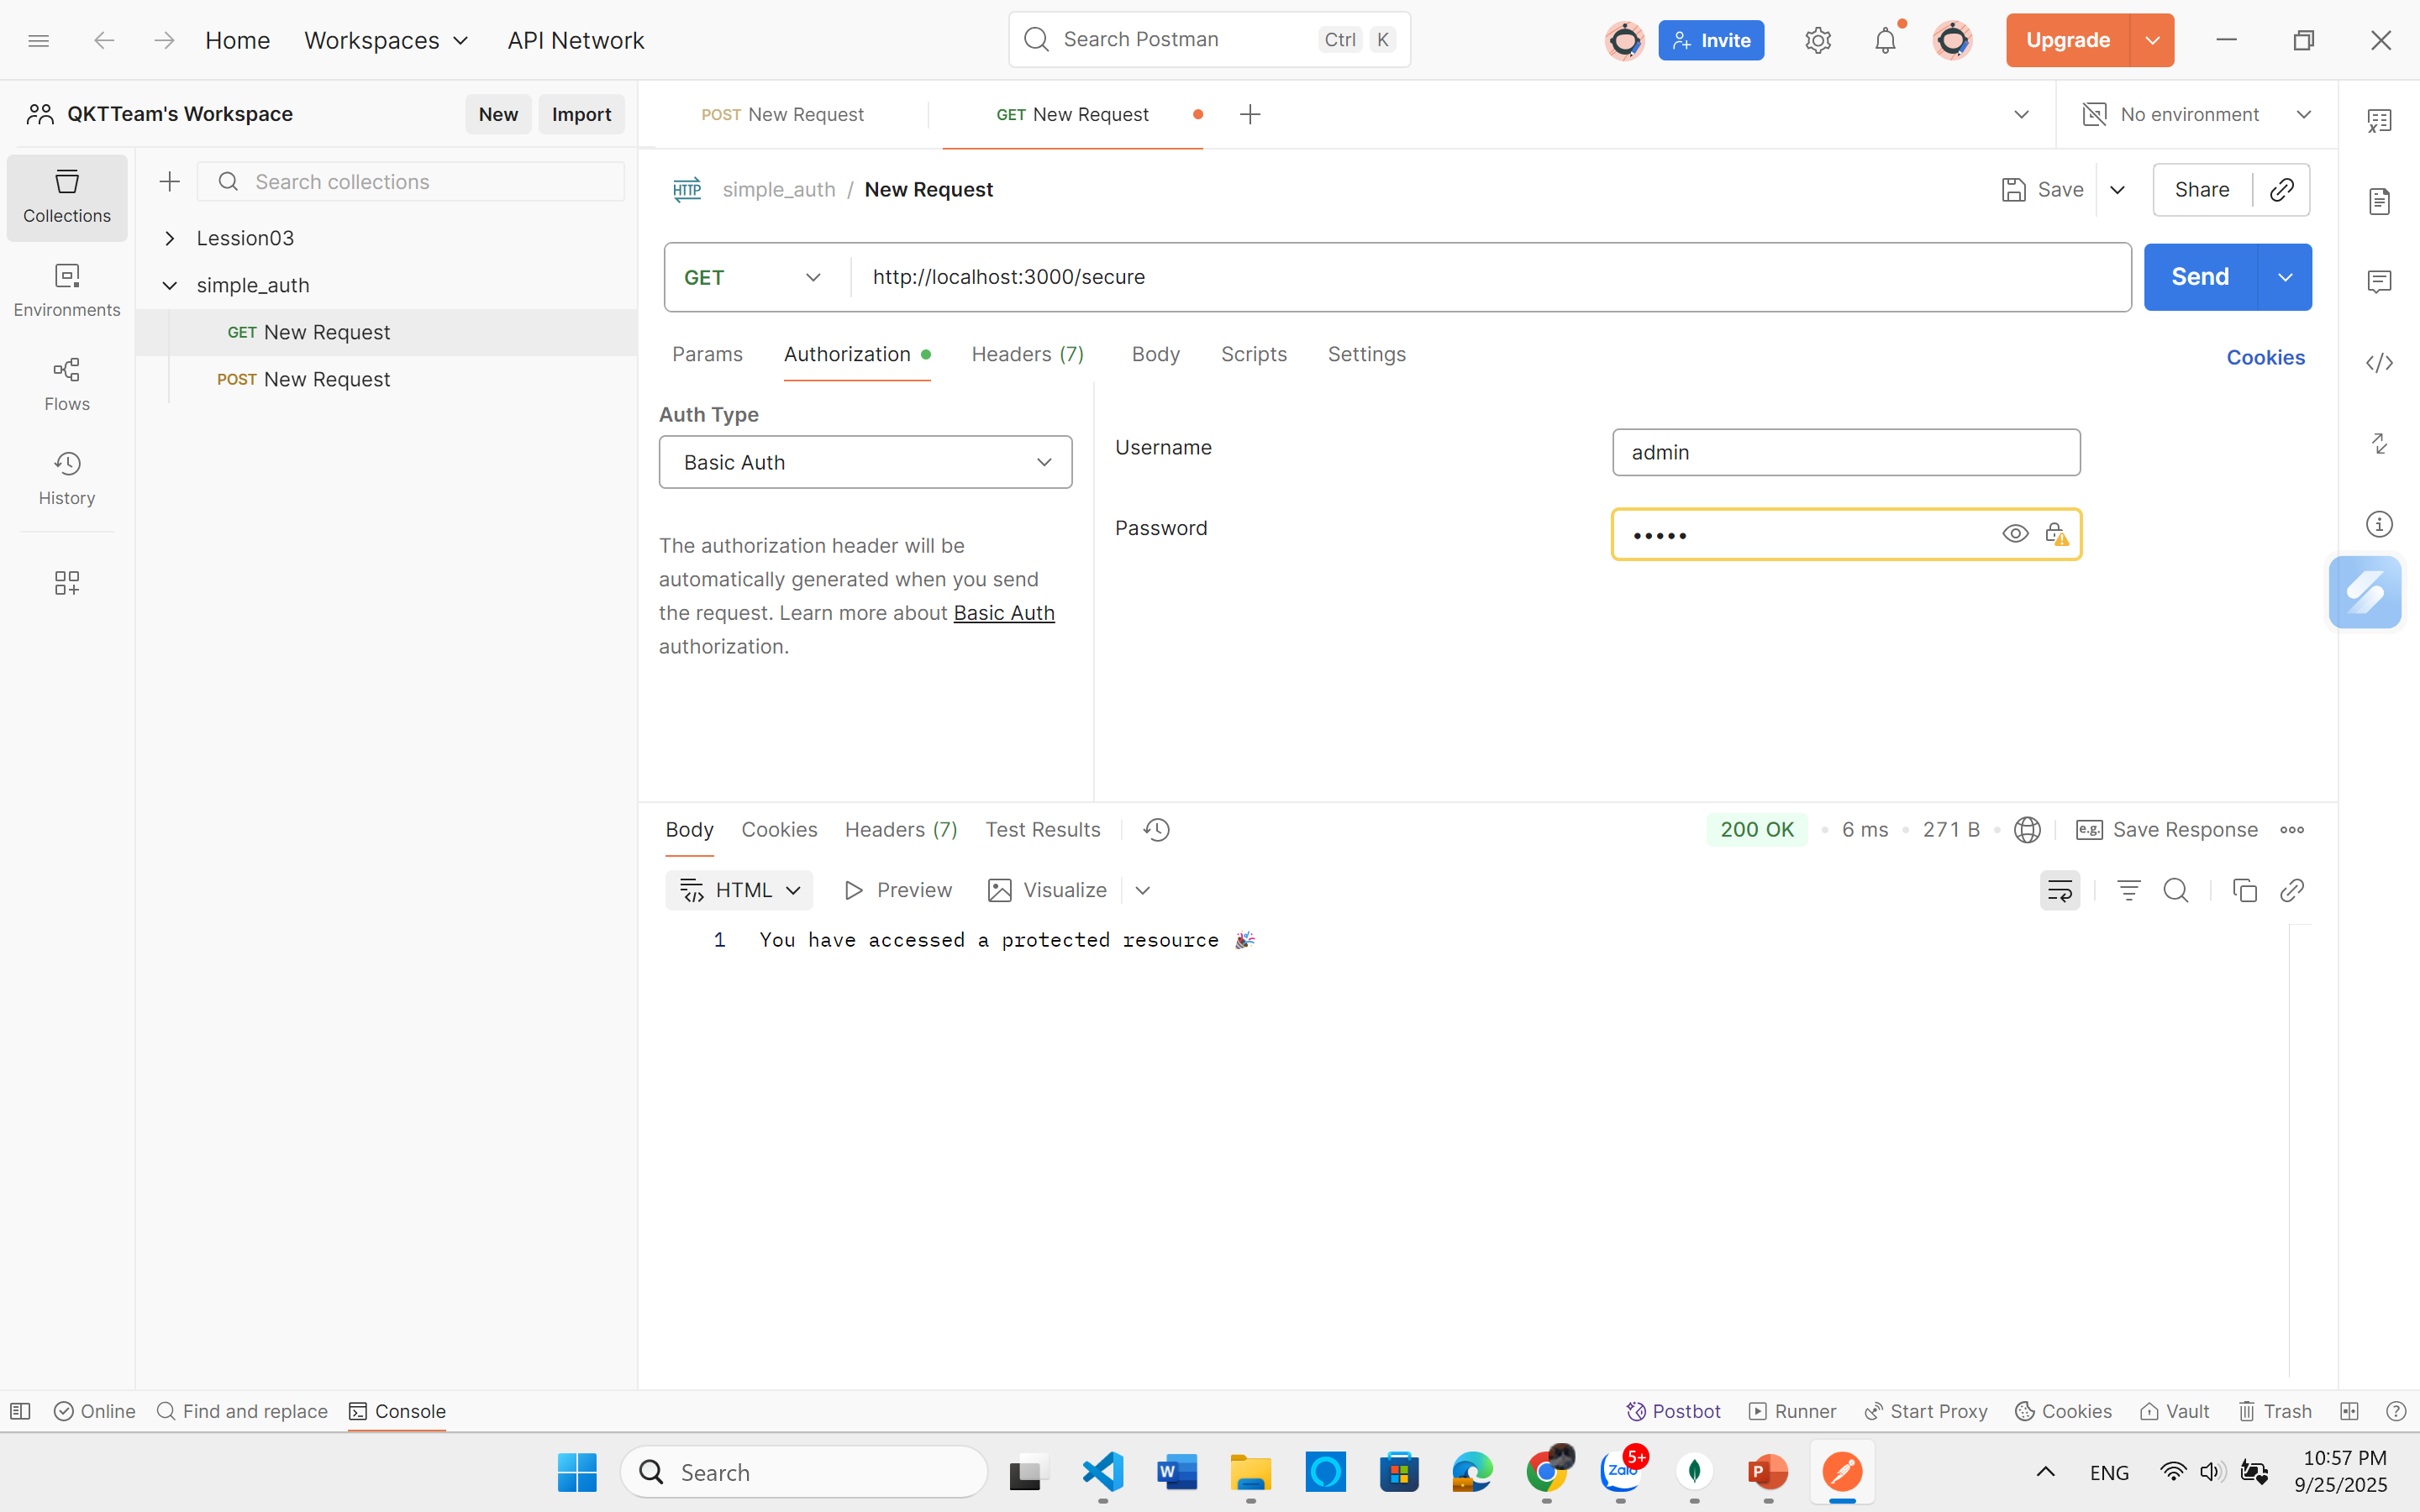 Home Workspaces API Network Search Postman Ctrl K Invite Upgrade
QKTTeam's Workspace New Import POST New Request GET New Request No environment
Collections
Search collections
Lession03
simple_auth
GET New Request
POST New Request
Environments
Flows
History
simple_auth / New Request Save Share
GET http://localhost:3000/secure Send
Params Authorization Headers (7) Body Scripts Settings Cookies
Auth Type
Basic Auth
The authorization header will be
automatically generated when you send
the request. Learn more about Basic Auth
authorization.
Username admin
Password •••••
Body Cookies Headers (7) Test Results 200 OK 6 ms 271 B Save Response
HTML Preview Visualize
1 You have accessed a protected resource 🎉
Online Find and replace Console Postbot Runner Start Proxy Cookies Vault Trash
Search 5+ Zalo ENG 10:57 PM
9/25/2025